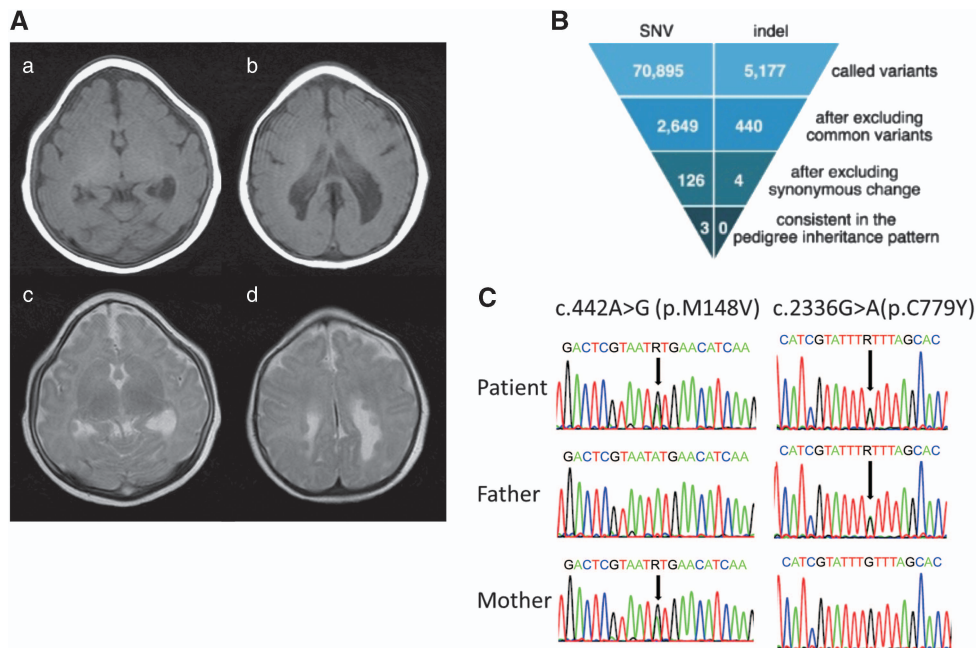 A
a
b
c
d
B
SNV indel
70,895 5,177 called variants
2,649 440 after excluding
common variants
126 4 after excluding
synonymous change
3 0 consistent in the
pedigree inheritance pattern
C
c.442A>G (p.M148V) c.2336G>A(p.C779Y)
GACTCGTAATRTGAACATCAA CATCGTATTTRTTTAGCAC
Patient
GACTCGTAATATGAACATCAA CATCGTATTTRTTTAGCAC
Father
GACTCGTAATRTGAACATCAA CATCGTATTTGTTTAGCAC
Mother